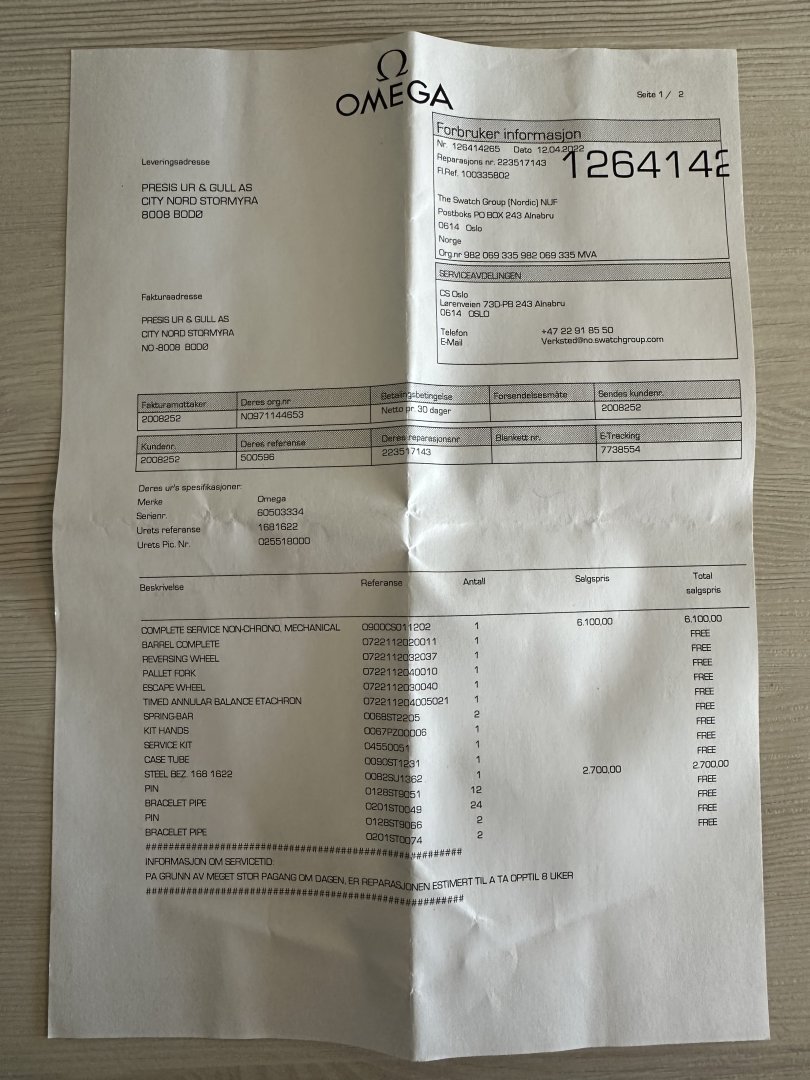 Ω
OMEGA
Seite 1 / 2
Leveringsadresse
PRESIS UR & GULL AS
CITY NORD STORMYRA
8008 BODØ
Forbruker informasjon
Nr. 126414265 Dato 12.04.2022
Reparasjons nr. 223517143
Fl.Ref. 100335802
1264142
The Swatch Group (Nordic) NUF
Postboks PO BOX 243 Alnabru
0614 Oslo
Norge
Org.nr 982 069 335 982 069 335 MVA
SERVICEAVDELINGEN
CS Oslo
Lørenveien 73D-PB 243 Alnabru
0614 OSLO
Telefon +47 22 91 85 50
E-Mail Verksted@no.swatchgroup.com
Fakturaadresse
PRESIS UR & GULL AS
CITY NORD STORMYRA
NO-8008 BODØ
Fakturamottaker Deres org.nr Betalingsbetingelse Forsendelsesmåte Sendes kundenr.
2008252 NO971144653 Netto pr. 30 dager 2008252
Kundenr. Deres referanse Deres reparasjonsnr. Blankett nr. E-Tracking
2008252 500596 223517143 7738554
Deres ur's spesifikasjoner:
Merke Omega
Serienr. 60503334
Urets referanse 1681622
Urets Pic. Nr. 025518000
Beskrivelse Referanse Antall Salgspris Total salgspris
COMPLETE SERVICE NON-CHRONO, MECHANICAL 0900CS011202 1 6.100,00 6.100,00
BARREL COMPLETE 0722112020011 1 FREE
REVERSING WHEEL 0722112032037 1 FREE
PALLET FORK 0722112040010 1 FREE
ESCAPE WHEEL 0722112030040 1 FREE
TIMED ANNULAR BALANCE ETACHRON 072211204005021 1 FREE
SPRING-BAR 0068ST2205 2 FREE
KIT HANDS 0067PZ00006 1 FREE
SERVICE KIT 04550051 1 FREE
CASE TUBE 0090ST1231 1 FREE
STEEL BEZ. 168 1622 0082SU1362 1 2.700,00 2.700,00
PIN 0128ST9051 12 FREE
BRACELET PIPE 0201ST0049 24 FREE
PIN 0128ST9066 2 FREE
BRACELET PIPE 0201ST0074 2 FREE
##########################################################
INFORMASJON OM SERVICETID:
PA GRUNN AV MEGET STOR PAGANG OM DAGEN, ER REPARASJONEN ESTIMERT TIL A TA OPPTIL 8 UKER
##########################################################